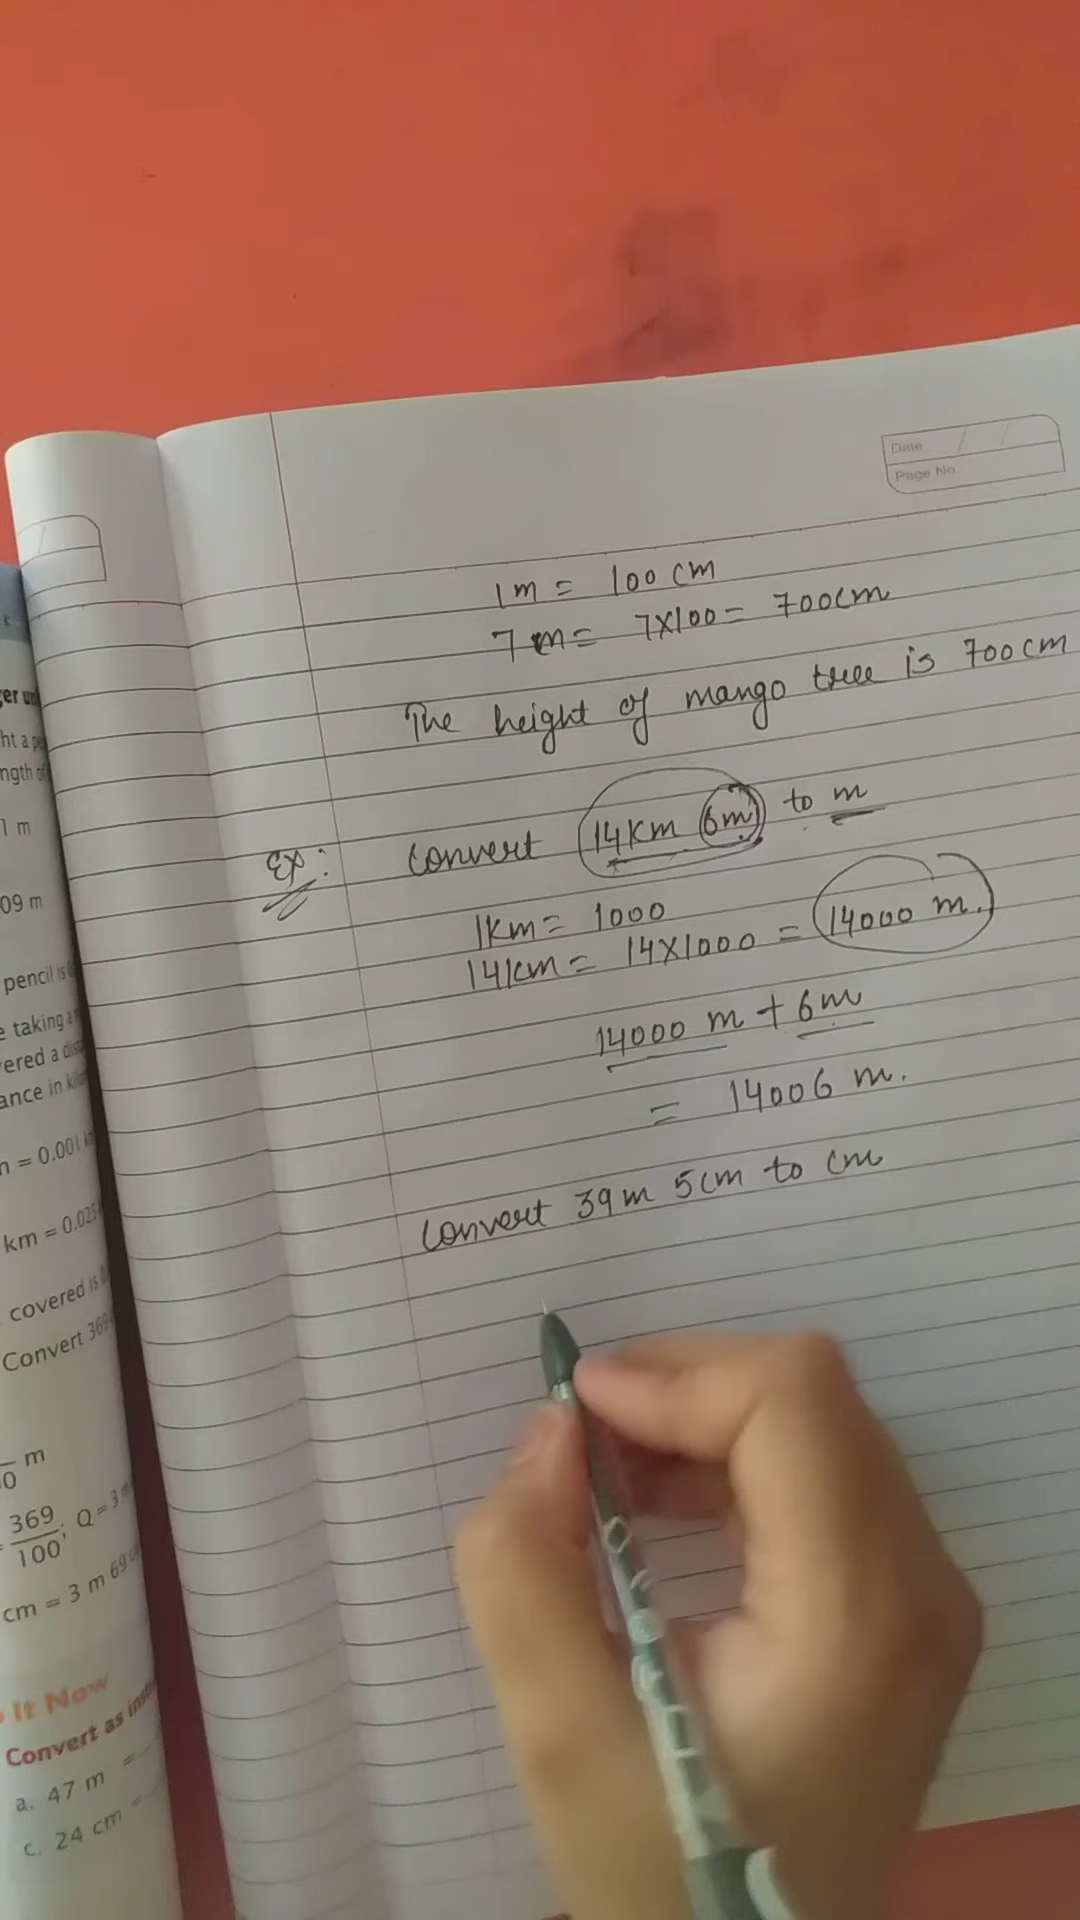 Date
Page No.
1m = 100 cm
7 m = 7x100 = 700cm
The height of mango tree is 700cm
Ex: Convert 14km 6m to m
1km = 1000
14km = 14x1000 = 14000 m.
14000 m + 6m
= 14006 m.
Convert 39m 5cm to cm
1 m
09 m
pencil is
taking a
ance in
= 0.001
km = 0.025
covered is
Convert 369
m
0
369
100; Q = 3
cm = 3 m 69
It Now
Convert as
a. 47 m =
c. 24 cm =